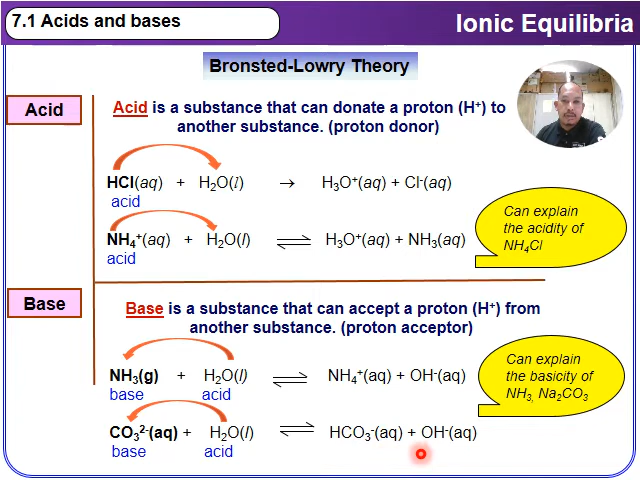 7.1 Acids and bases
Ionic Equilibria
Bronsted-Lowry Theory
Acid
Acid is a substance that can donate a proton (H⁺) to
another substance. (proton donor)
HCl(aq) + H₂O(l) → H₃O⁺(aq) + Cl⁻(aq)
acid
NH₄⁺(aq) + H₂O(l) ⇌ H₃O⁺(aq) + NH₃(aq)
acid
Can explain
the acidity of
NH₄Cl
Base
Base is a substance that can accept a proton (H⁺) from
another substance. (proton acceptor)
NH₃(g) + H₂O(l) ⇌ NH₄⁺(aq) + OH⁻(aq)
base acid
Can explain
the basicity of
NH₃, Na₂CO₃
CO₃²⁻(aq) + H₂O(l) ⇌ HCO₃⁻(aq) + OH⁻(aq)
base acid